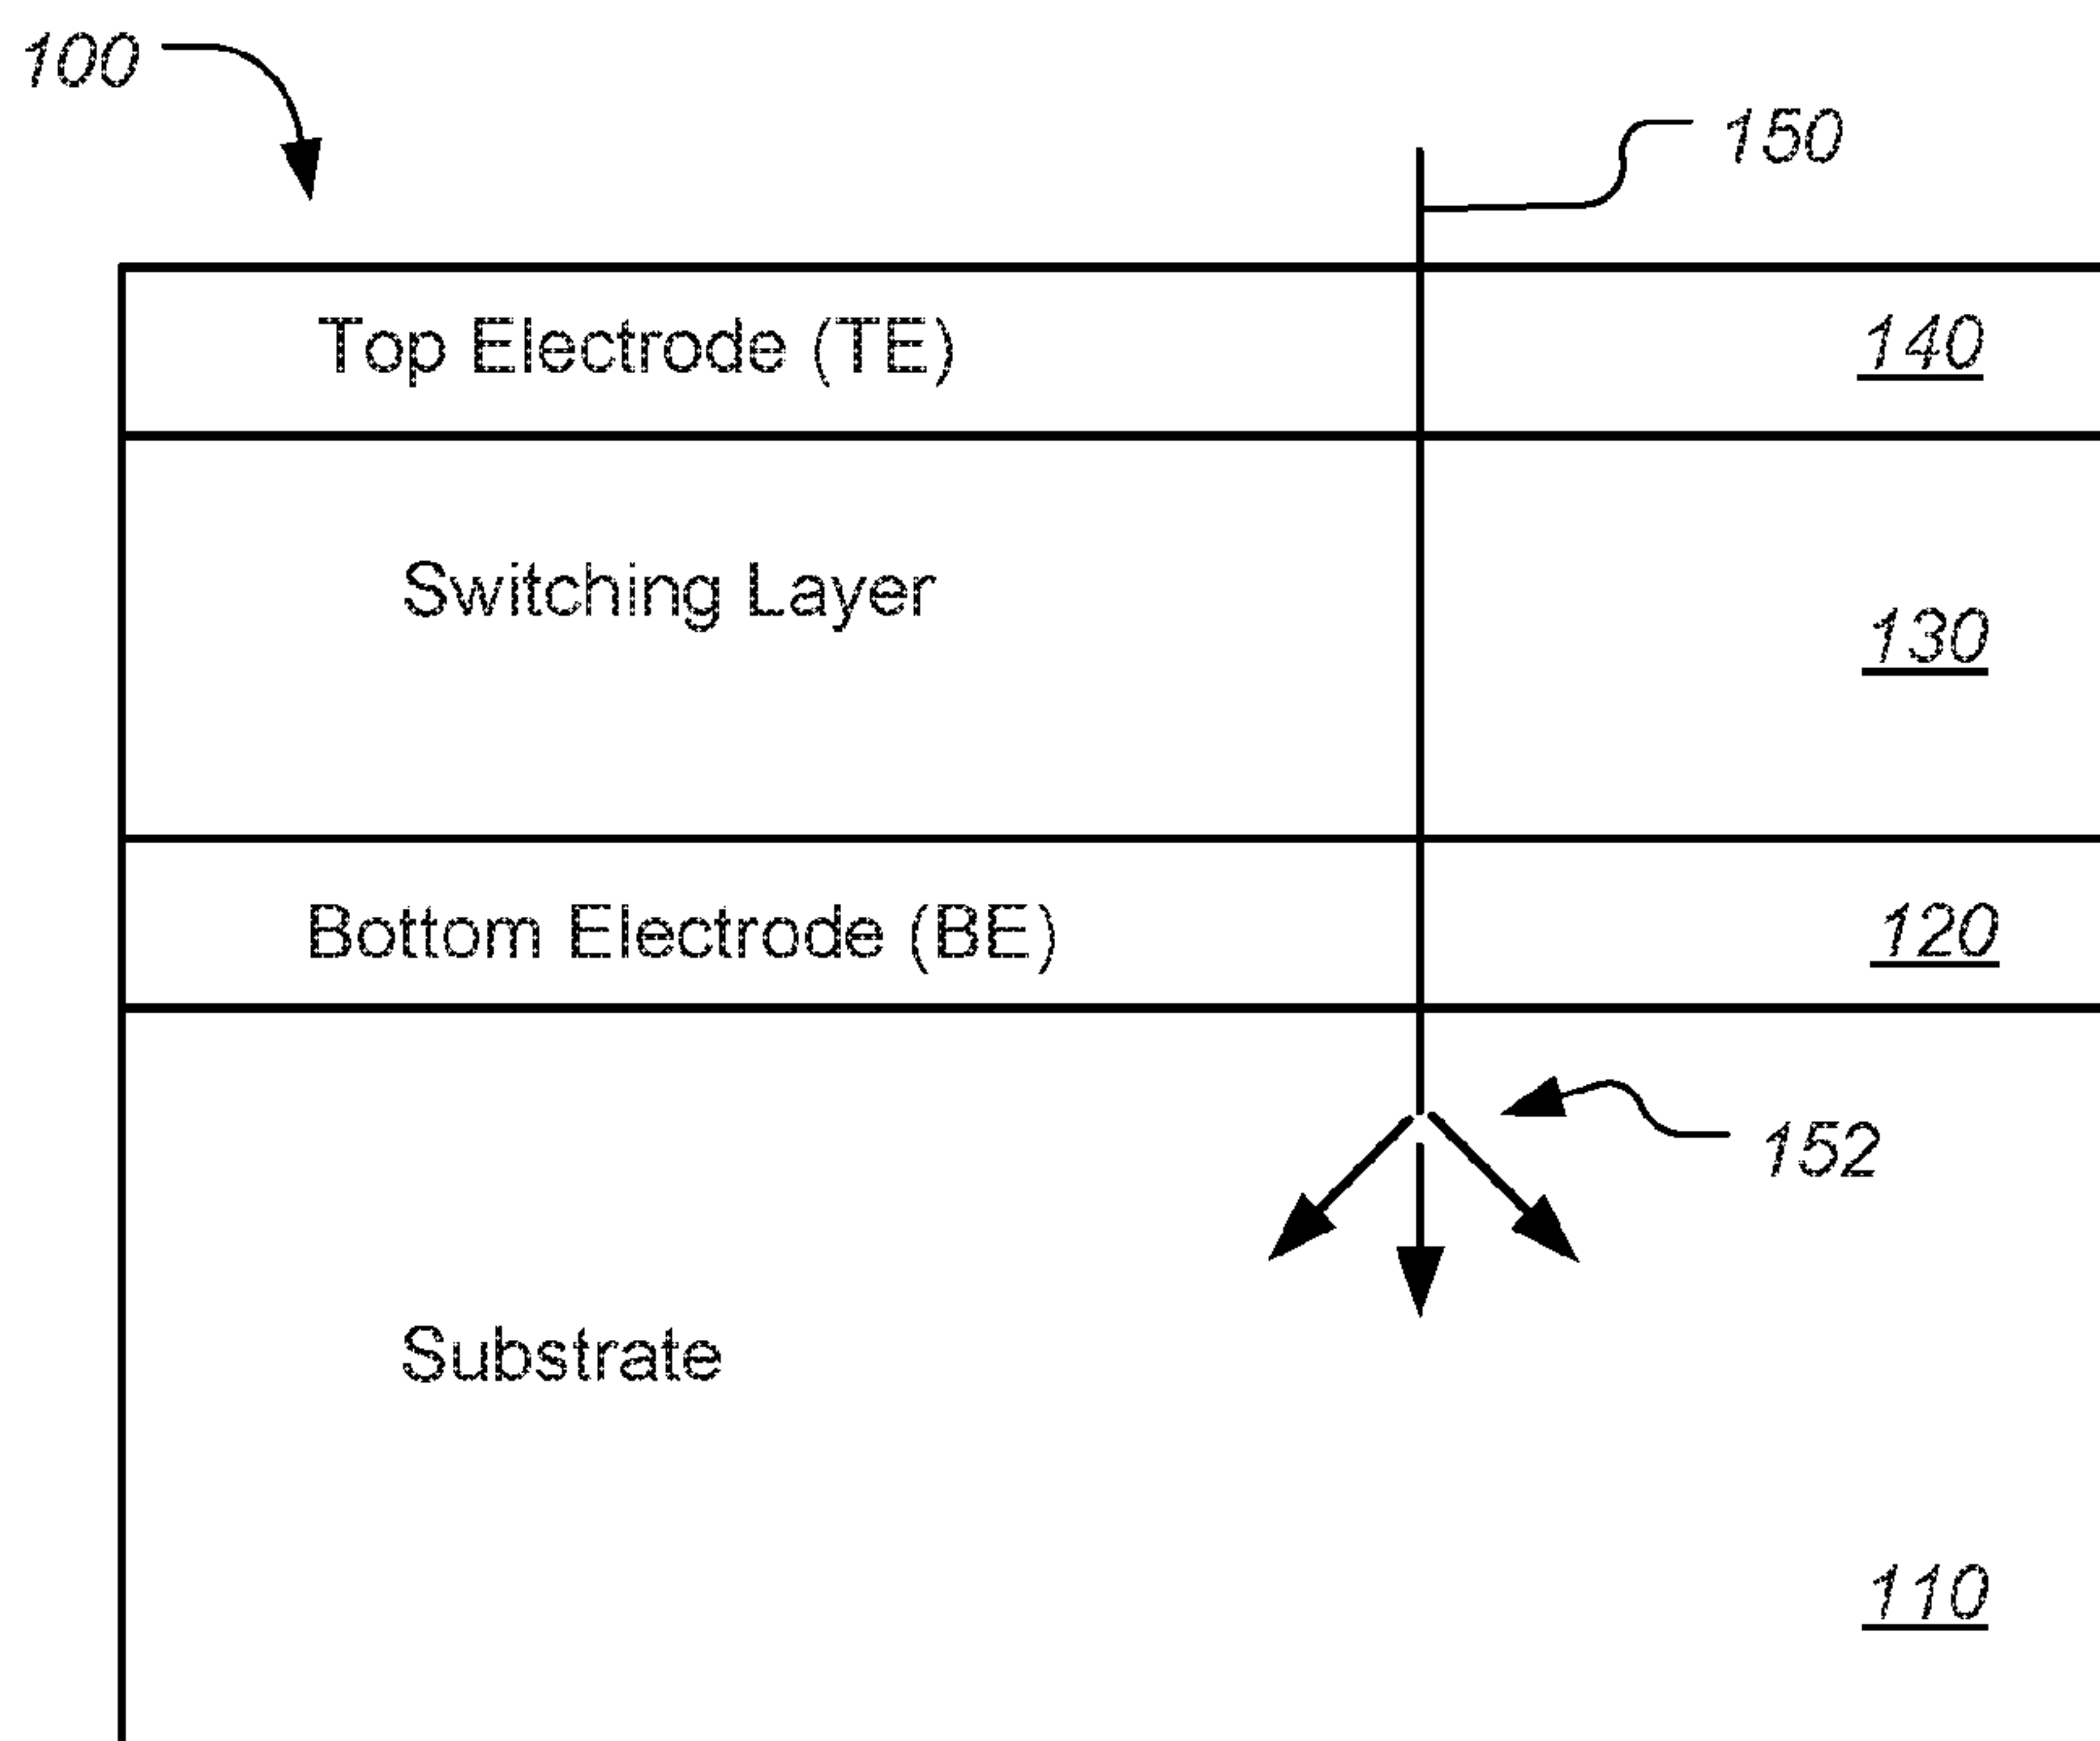 100
150
Top Electrode (TE) 140
Switching Layer
130
Bottom Electrode (BE) 120
152
Substrate
110